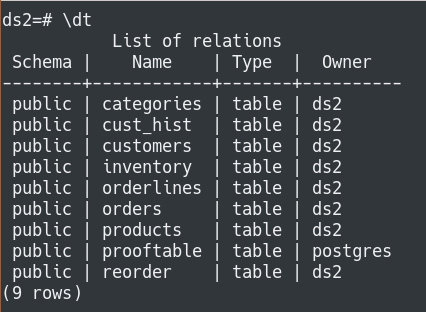 ds2=# \dt
            List of relations
 Schema |    Name    | Type  |  Owner
--------+------------+-------+----------
 public | categories | table | ds2
 public | cust_hist  | table | ds2
 public | customers  | table | ds2
 public | inventory  | table | ds2
 public | orderlines | table | ds2
 public | orders     | table | ds2
 public | products   | table | ds2
 public | prooftable | table | postgres
 public | reorder    | table | ds2
(9 rows)